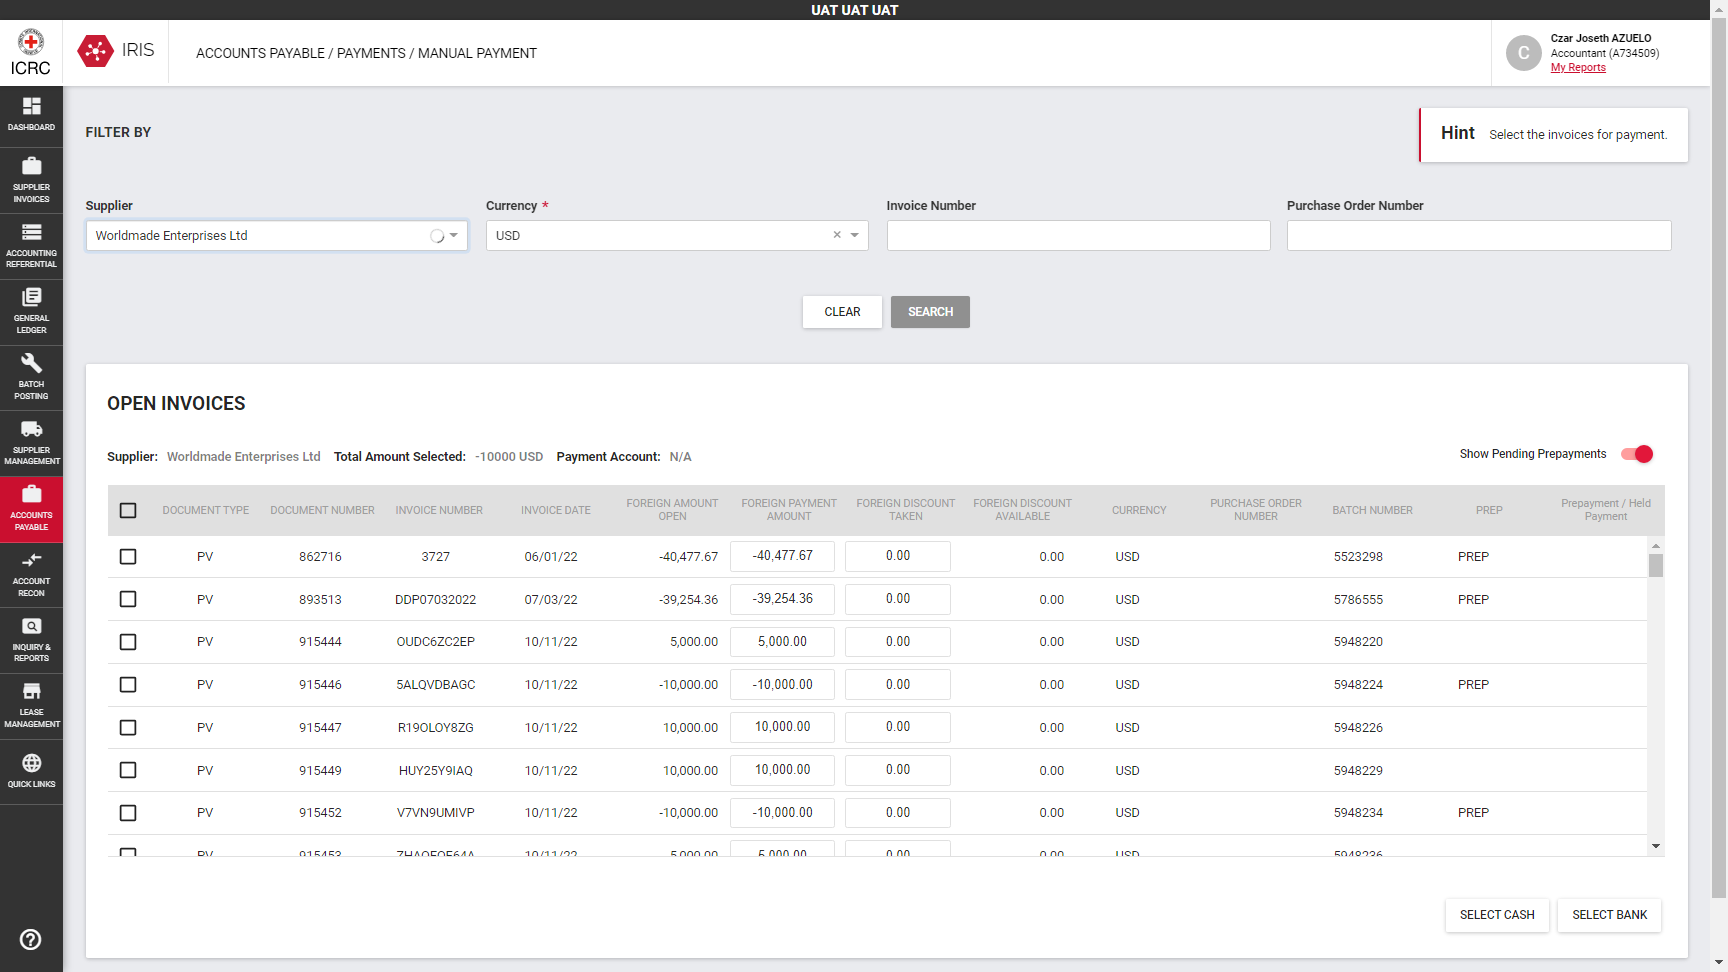 UAT UAT UAT
ICRC
IRIS
ACCOUNTS PAYABLE / PAYMENTS / MANUAL PAYMENT
C
Czar Joseth AZUELO
Accountant (A734509)
My Reports
DASHBOARD
SUPPLIER
INVOICES
ACCOUNTING
REFERENTIAL
GENERAL
LEDGER
BATCH
POSTING
SUPPLIER
MANAGEMENT
ACCOUNTS
PAYABLE
ACCOUNT
RECON
INQUIRY &
REPORTS
LEASE
MANAGEMENT
QUICK LINKS
FILTER BY
Hint Select the invoices for payment.
Supplier Currency * Invoice Number Purchase Order Number
Worldmade Enterprises Ltd USD ×
CLEAR SEARCH
OPEN INVOICES
Supplier: Worldmade Enterprises Ltd Total Amount Selected: -10000 USD Payment Account: N/A Show Pending Prepayments
DOCUMENT TYPE DOCUMENT NUMBER INVOICE NUMBER INVOICE DATE FOREIGN AMOUNT OPEN FOREIGN PAYMENT AMOUNT FOREIGN DISCOUNT TAKEN FOREIGN DISCOUNT AVAILABLE CURRENCY PURCHASE ORDER NUMBER BATCH NUMBER PREP Prepayment / Held Payment
PV 862716 3727 06/01/22 -40,477.67 -40,477.67 0.00 0.00 USD 5523298 PREP
PV 893513 DDP07032022 07/03/22 -39,254.36 -39,254.36 0.00 0.00 USD 5786555 PREP
PV 915444 OUDC6ZC2EP 10/11/22 5,000.00 5,000.00 0.00 0.00 USD 5948220
PV 915446 5ALQVDBAGC 10/11/22 -10,000.00 -10,000.00 0.00 0.00 USD 5948224 PREP
PV 915447 R19OLOY8ZG 10/11/22 10,000.00 10,000.00 0.00 0.00 USD 5948226
PV 915449 HUY25Y9IAQ 10/11/22 10,000.00 10,000.00 0.00 0.00 USD 5948229
PV 915452 V7VN9UMIVP 10/11/22 -10,000.00 -10,000.00 0.00 0.00 USD 5948234 PREP
PV 915453 10/11/22 5,000.00 5,000.00 0.00 0.00 USD 5948236
SELECT CASH SELECT BANK